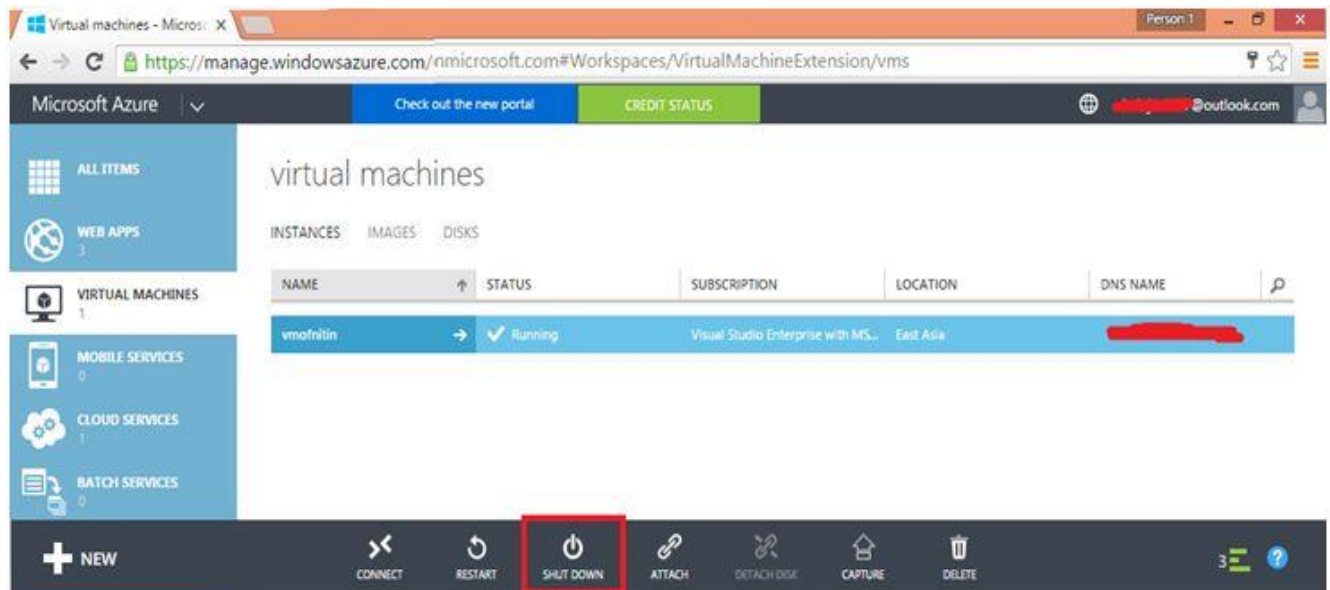 Virtual machines - Micros
Person 1
https://manage.windowsazure.com/nmicrosoft.com#Workspaces/VirtualMachineExtension/vms
Microsoft Azure
Check out the new portal
CREDIT STATUS
@outlook.com
ALL ITEMS
WEB APPS
3
VIRTUAL MACHINES
1
MOBILE SERVICES
0
CLOUD SERVICES
1
BATCH SERVICES
0
virtual machines
INSTANCES IMAGES DISKS
NAME STATUS SUBSCRIPTION LOCATION DNS NAME
vmofnitin Running Visual Studio Enterprise with MS... East Asia
NEW
CONNECT
RESTART
SHUT DOWN
ATTACH
DETACH DISK
CAPTURE
DELETE
3
?